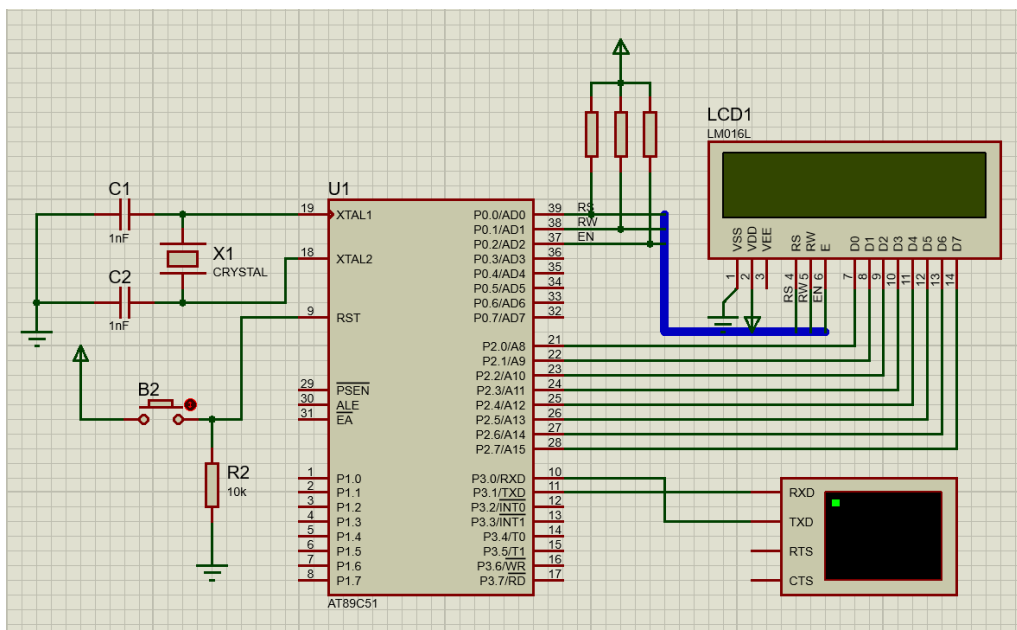 LCD1
LM016L
C1
1nF
X1
CRYSTAL
C2
1nF
B2
R2
10k
U1
19 XTAL1
18 XTAL2
9 RST
29 PSEN
30 ALE
31 EA
1 P1.0
2 P1.1
3 P1.2
4 P1.3
5 P1.4
6 P1.5
7 P1.6
8 P1.7
P0.0/AD0 39 RS
P0.1/AD1 38 RW
P0.2/AD2 37 EN
P0.3/AD3 36
P0.4/AD4 35
P0.5/AD5 34
P0.6/AD6 33
P0.7/AD7 32
P2.0/A8 21
P2.1/A9 22
P2.2/A10 23
P2.3/A11 24
P2.4/A12 25
P2.5/A13 26
P2.6/A14 27
P2.7/A15 28
P3.0/RXD 10
P3.1/TXD 11
P3.2/INT0 12
P3.3/INT1 13
P3.4/T0 14
P3.5/T1 15
P3.6/WR 16
P3.7/RD 17
AT89C51
VSS VDD VEE RS RW E D0 D1 D2 D3 D4 D5 D6 D7
1 2 3 4 5 6 7 8 9 10 11 12 13 14
RS RW EN
RXD
TXD
RTS
CTS